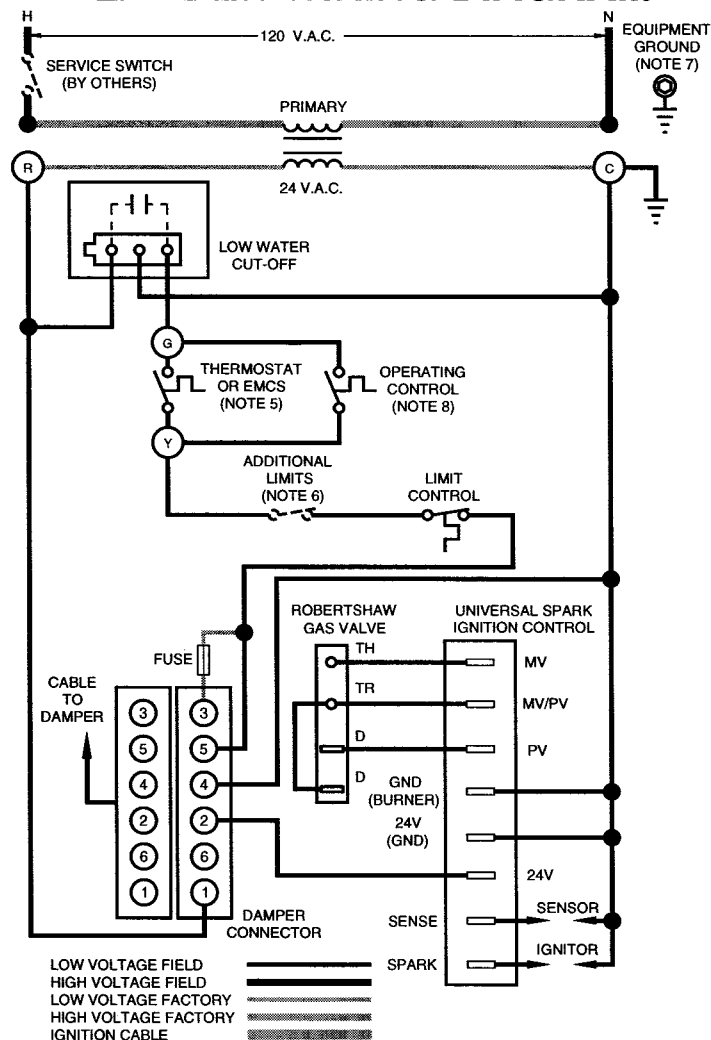 H
N
120 V.A.C.
EQUIPMENT
GROUND
(NOTE 7)
SERVICE SWITCH
(BY OTHERS)
PRIMARY
R
C
24 V.A.C.
LOW WATER
CUT-OFF
G
THERMOSTAT
OR EMCS
(NOTE 5)
OPERATING
CONTROL
(NOTE 8)
Y
ADDITIONAL
LIMITS
(NOTE 6)
LIMIT
CONTROL
ROBERTSHAW
GAS VALVE
UNIVERSAL SPARK
IGNITION CONTROL
FUSE
TH
MV
CABLE
TO
DAMPER
TR
MV/PV
3
3
D
PV
5
5
D
GND
(BURNER)
4
4
24V
(GND)
2
2
24V
6
6
1
1
DAMPER
CONNECTOR
SENSE
SENSOR
SPARK
IGNITOR
LOW VOLTAGE FIELD
HIGH VOLTAGE FIELD
LOW VOLTAGE FACTORY
HIGH VOLTAGE FACTORY
IGNITION CABLE